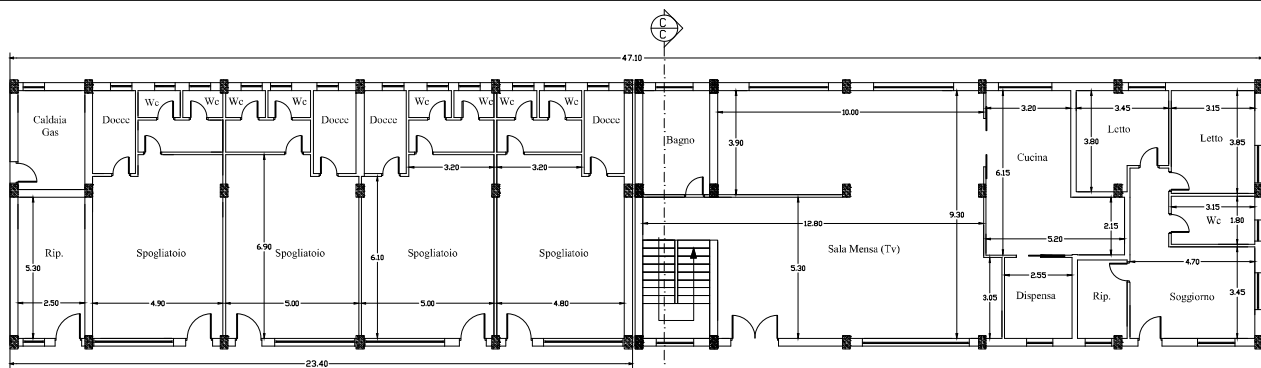 C
C
47.10
Caldaia
Gas
Docce
Wc
Wc
Wc
Wc
Docce
Docce
Wc
Wc
Wc
Wc
Docce
Bagno
3.90
10.00
3.20
3.45
3.15
Letto
3.80
Letto
3.85
Cucina
6.15
3.20
3.20
3.15
1.80
Wc
Rip.
5.30
2.50
Spogliatoio
4.90
6.90
Spogliatoio
5.00
6.10
Spogliatoio
5.00
Spogliatoio
4.80
12.80
9.30
5.30
Sala Mensa (Tv)
2.15
5.20
4.70
2.55
3.05
Dispensa
Rip.
Soggiorno
3.45
23.40